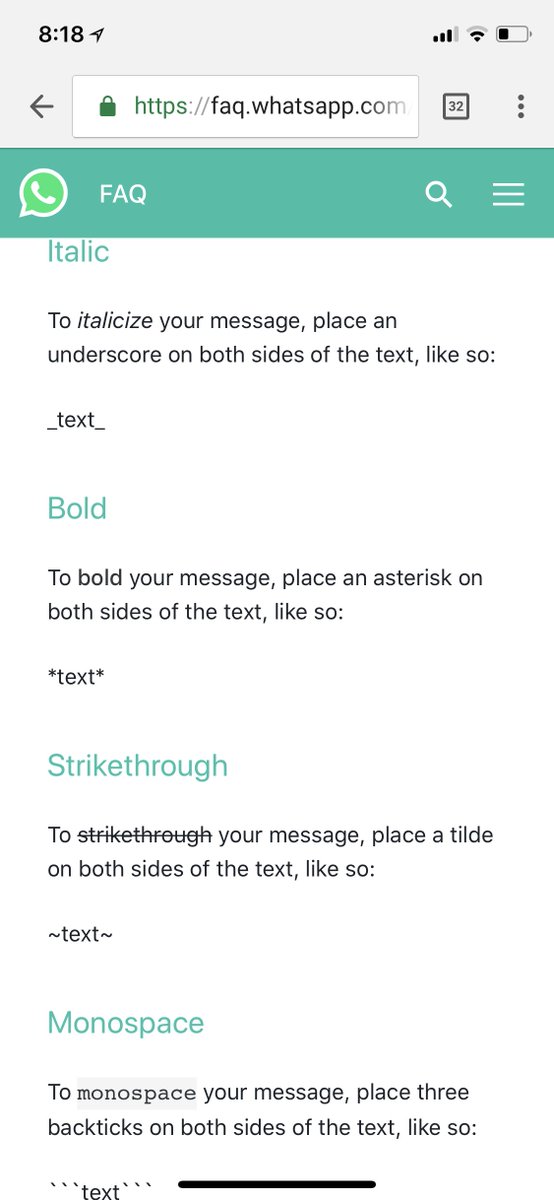 8:18
https://faq.whatsapp.com
32
FAQ
Italic
To italicize your message, place an
underscore on both sides of the text, like so:
_text_
Bold
To bold your message, place an asterisk on
both sides of the text, like so:
*text*
Strikethrough
To strikethrough your message, place a tilde
on both sides of the text, like so:
~text~
Monospace
To monospace your message, place three
backticks on both sides of the text, like so:
```text```